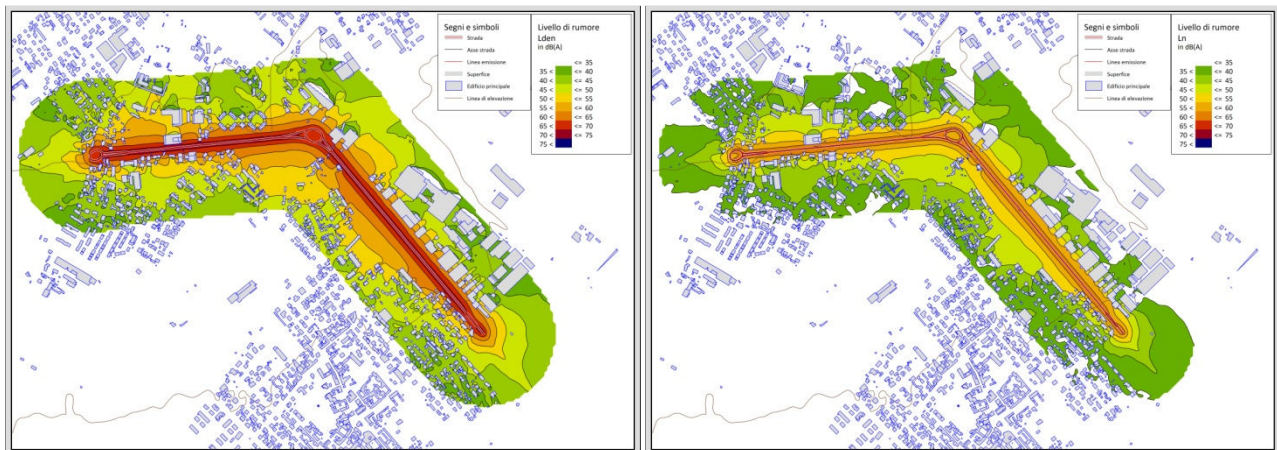 Segni e simboli
Strada
Asse strada
Linea emissione
Superfice
Edificio principale
Linea di elevazione
Livello di rumore
Lden
in dB(A)
<= 35
35 < <= 40
40 < <= 45
45 < <= 50
50 < <= 55
55 < <= 60
60 < <= 65
65 < <= 70
70 < <= 75
75 <
Segni e simboli
Strada
Asse strada
Linea emissione
Superfice
Edificio principale
Linea di elevazione
Livello di rumore
Ln
in dB(A)
<= 35
35 < <= 40
40 < <= 45
45 < <= 50
50 < <= 55
55 < <= 60
60 < <= 65
65 < <= 70
70 < <= 75
75 <